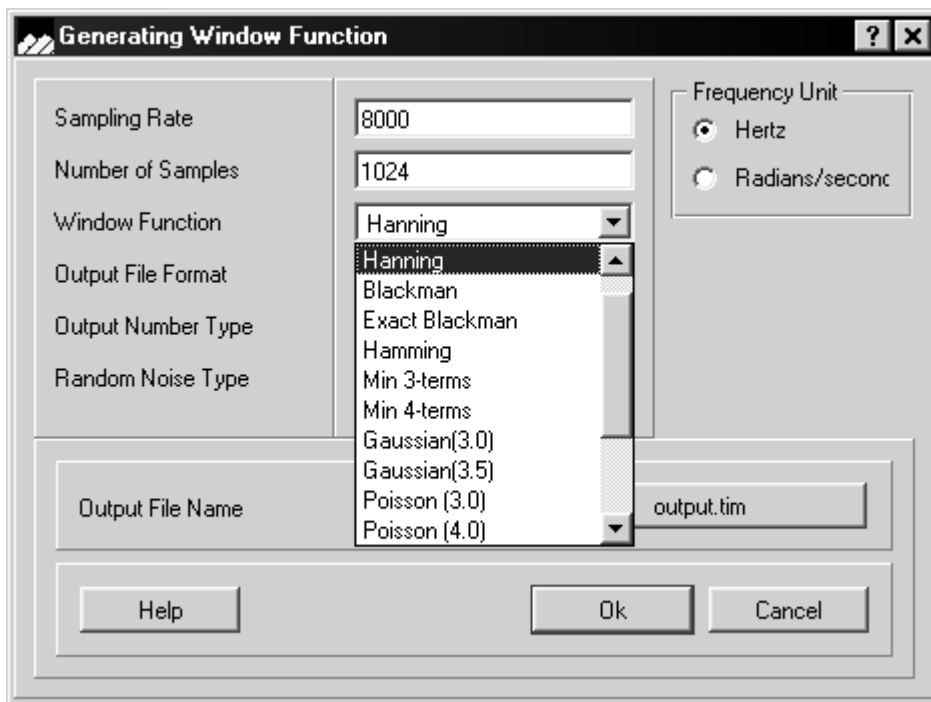 Generating Window Function
Sampling Rate
8000
Number of Samples
1024
Window Function
Hanning
Hanning
Blackman
Exact Blackman
Hamming
Min 3-terms
Min 4-terms
Gaussian(3.0)
Gaussian(3.5)
Poisson (3.0)
Poisson (4.0)
Output File Format
Output Number Type
Random Noise Type
Frequency Unit
Hertz
Radians/second
Output File Name
output.tim
Help
Ok
Cancel